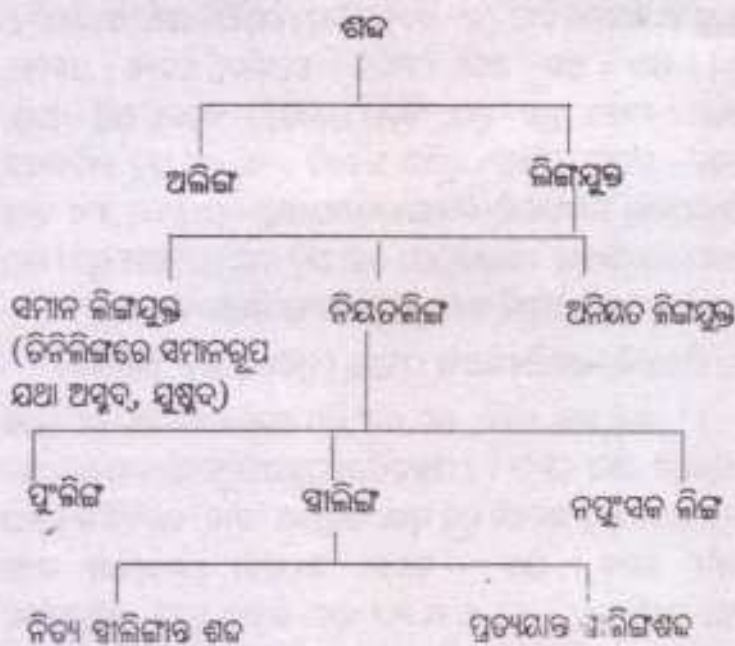 ଶବ୍ଦ
ଅଲିଙ୍ଗ ଲିଙ୍ଗଯୁକ୍ତ
ସମାନ ଲିଙ୍ଗଯୁକ୍ତ ନିୟତଲିଙ୍ଗ ଅନିୟତ ଲିଙ୍ଗଯୁକ୍ତ
(ତିନିଲିଙ୍ଗରେ ସମାନରୂପ
ଯଥା ଅସ୍ମଦ୍, ଯୁଷ୍ମଦ୍)
ପୁଂଲିଙ୍ଗ ସ୍ତ୍ରୀଲିଙ୍ଗ ନପୁଂସକ ଲିଙ୍ଗ
ନିତ୍ୟ ସ୍ତ୍ରୀଲିଙ୍ଗାନ୍ତ ଶବ୍ଦ ପ୍ରତ୍ୟୟାନ୍ତ ସ୍ତ୍ରୀଲିଙ୍ଗଶବ୍ଦ